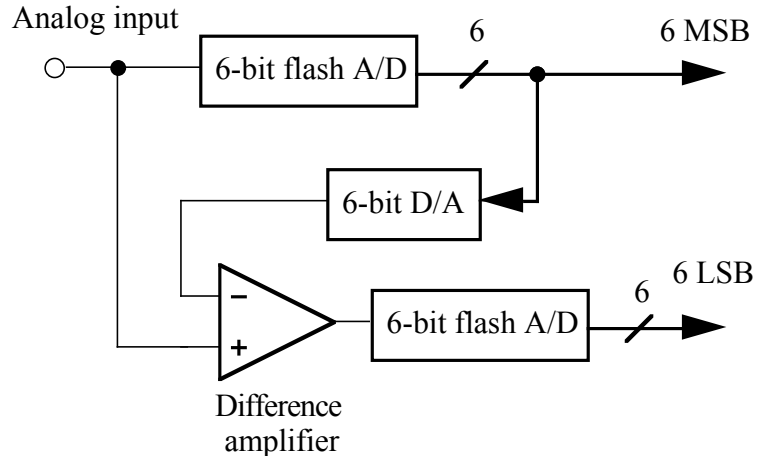 Analog input
6
6 MSB
6-bit flash A/D
6-bit D/A
6 LSB
6
6-bit flash A/D
−
+
Difference
amplifier